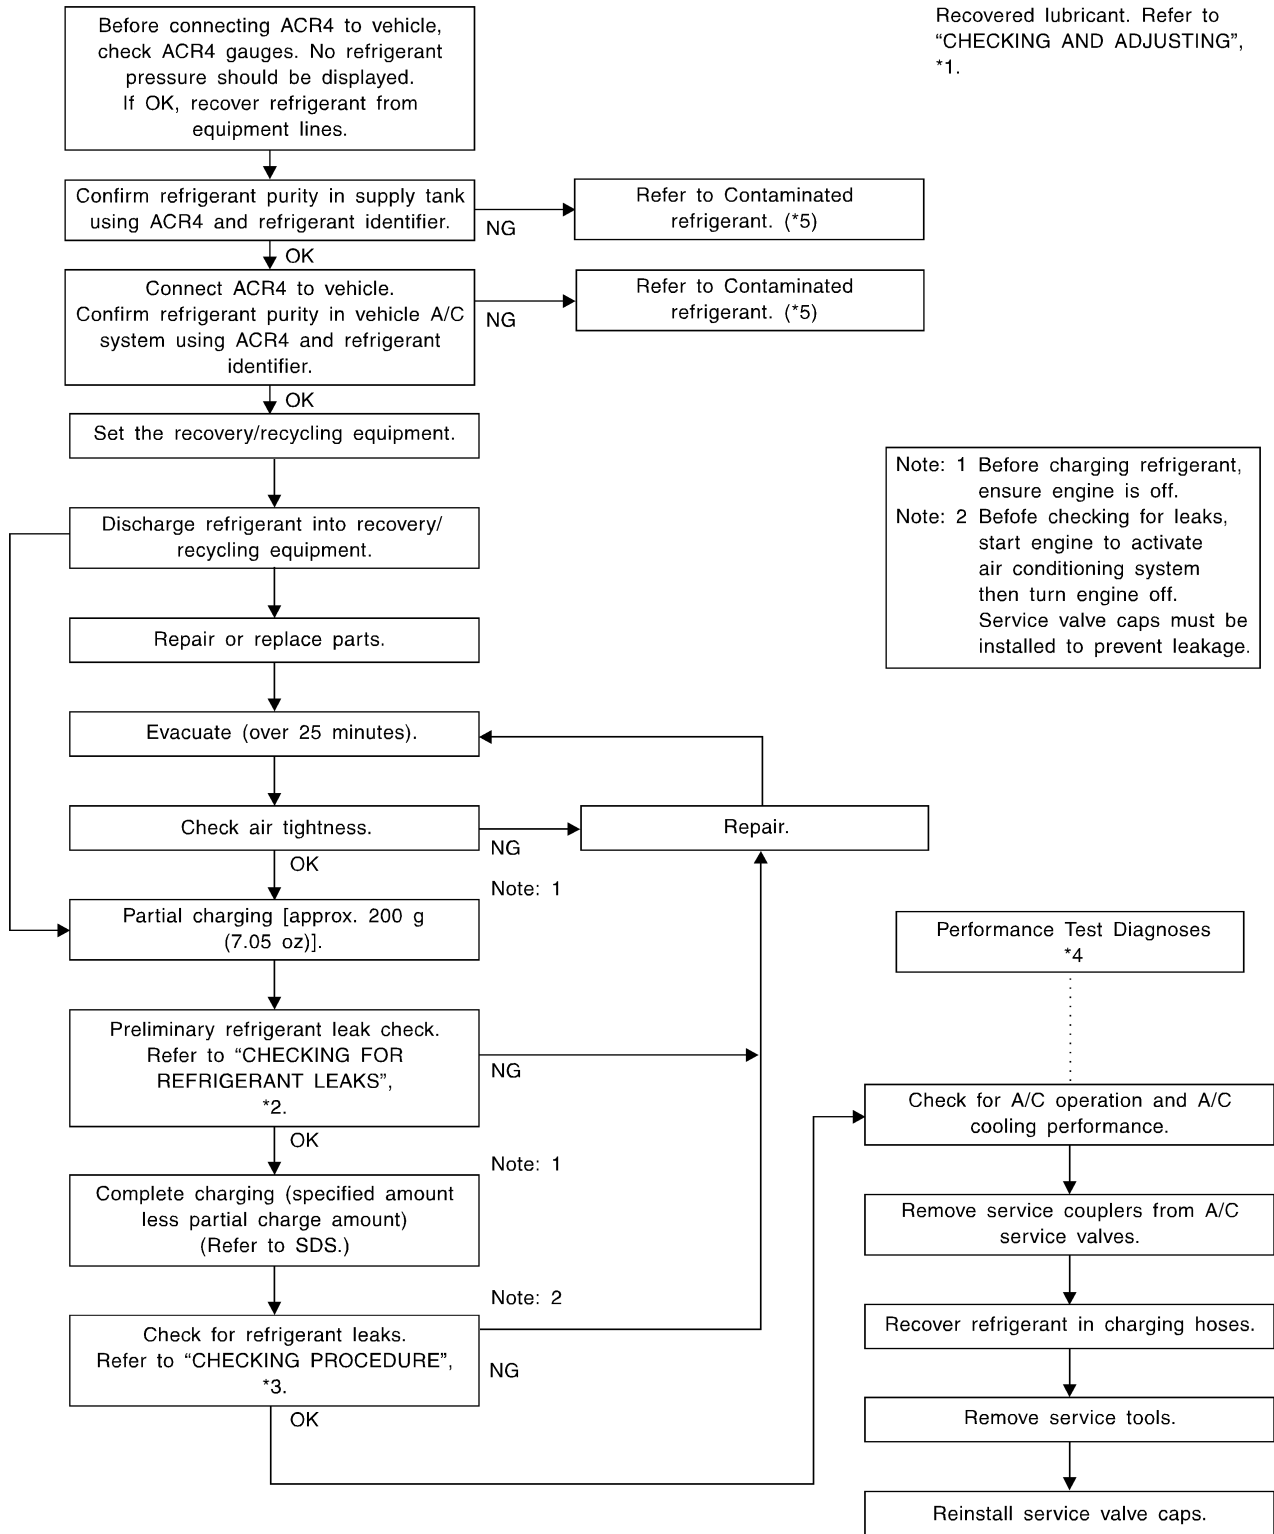 Before connecting ACR4 to vehicle,
check ACR4 gauges. No refrigerant
pressure should be displayed.
If OK, recover refrigerant from
equipment lines.
Recovered lubricant. Refer to
“CHECKING AND ADJUSTING”,
*1.
Confirm refrigerant purity in supply tank
using ACR4 and refrigerant identifier.
NG
Refer to Contaminated
refrigerant. (*5)
OK
Connect ACR4 to vehicle.
Confirm refrigerant purity in vehicle A/C
system using ACR4 and refrigerant
identifier.
NG
Refer to Contaminated
refrigerant. (*5)
OK
Set the recovery/recycling equipment.
Note: 1 Before charging refrigerant,
ensure engine is off.
Note: 2 Befofe checking for leaks,
start engine to activate
air conditioning system
then turn engine off.
Service valve caps must be
installed to prevent leakage.
Discharge refrigerant into recovery/
recycling equipment.
Repair or replace parts.
Evacuate (over 25 minutes).
Check air tightness.
NG
Repair.
OK
Note: 1
Partial charging [approx. 200 g
(7.05 oz)].
Preliminary refrigerant leak check.
Refer to “CHECKING FOR
REFRIGERANT LEAKS”,
*2.
NG
OK
Note: 1
Complete charging (specified amount
less partial charge amount)
(Refer to SDS.)
Note: 2
Check for refrigerant leaks.
Refer to “CHECKING PROCEDURE”,
*3.
NG
OK
Performance Test Diagnoses
*4
Check for A/C operation and A/C
cooling performance.
Remove service couplers from A/C
service valves.
Recover refrigerant in charging hoses.
Remove service tools.
Reinstall service valve caps.